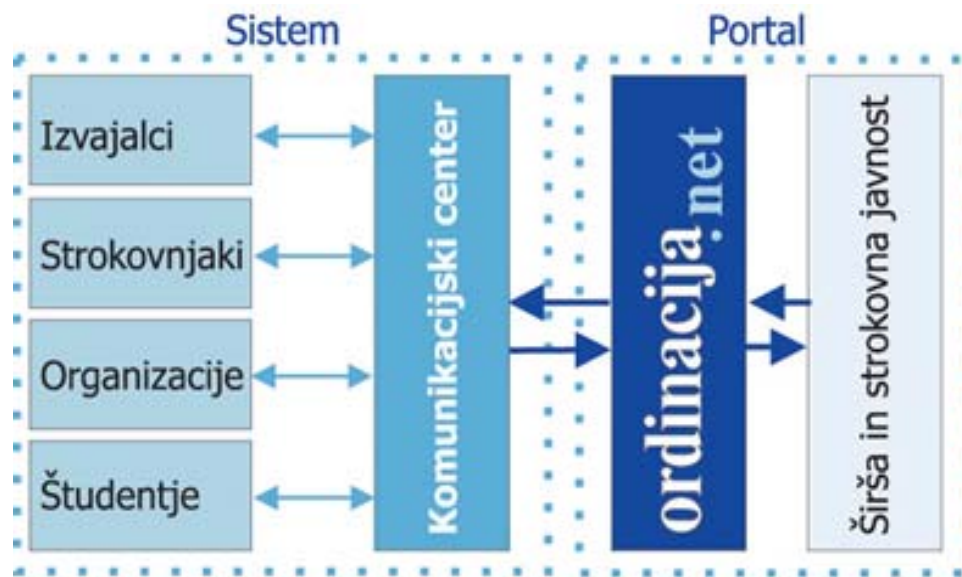 Sistem
Portal
Izvajalci
Strokovnjaki
Organizacije
Študentje
Komunikacijski center
ordinacija.net
Širša in strokovna javnost